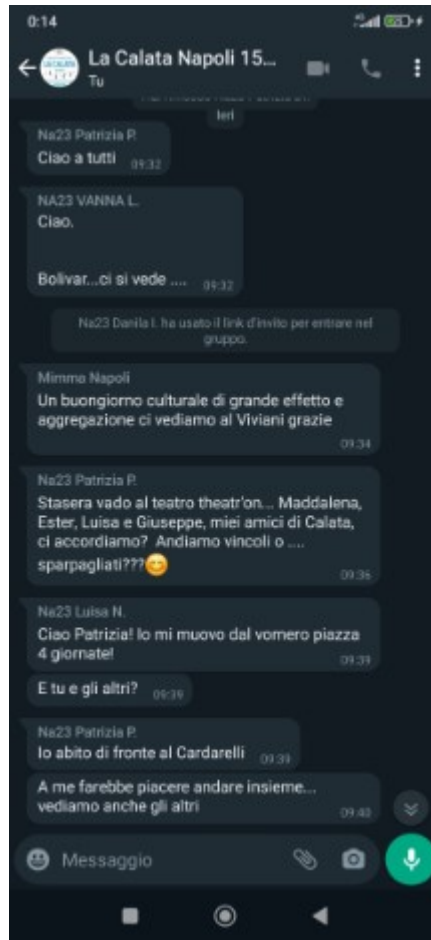 0:14
La Calata Napoli 15...
Tu
Ieri
Na23 Patrizia P.
Ciao a tutti 09:32
NA23 VANNA L.
Ciao.
Bolivar...ci si vede .... 09:32
Na23 Danila I. ha usato il link d'invito per entrare nel
gruppo.
Mimma Napoli
Un buongiorno culturale di grande effetto e
aggregazione ci vediamo al Viviani grazie
09:34
Na23 Patrizia P.
Stasera vado al teatro theatr'on... Maddalena,
Ester, Luisa e Giuseppe, miei amici di Calata,
ci accordiamo? Andiamo vincoli o ....
sparpagliati???😊
09:36
Na23 Luisa N.
Ciao Patrizia! Io mi muovo dal vomero piazza
4 giornate!
09:39
E tu e gli altri? 09:39
Na23 Patrizia P.
Io abito di fronte al Cardarelli 09:39
A me farebbe piacere andare insieme...
vediamo anche gli altri
09:40
Messaggio